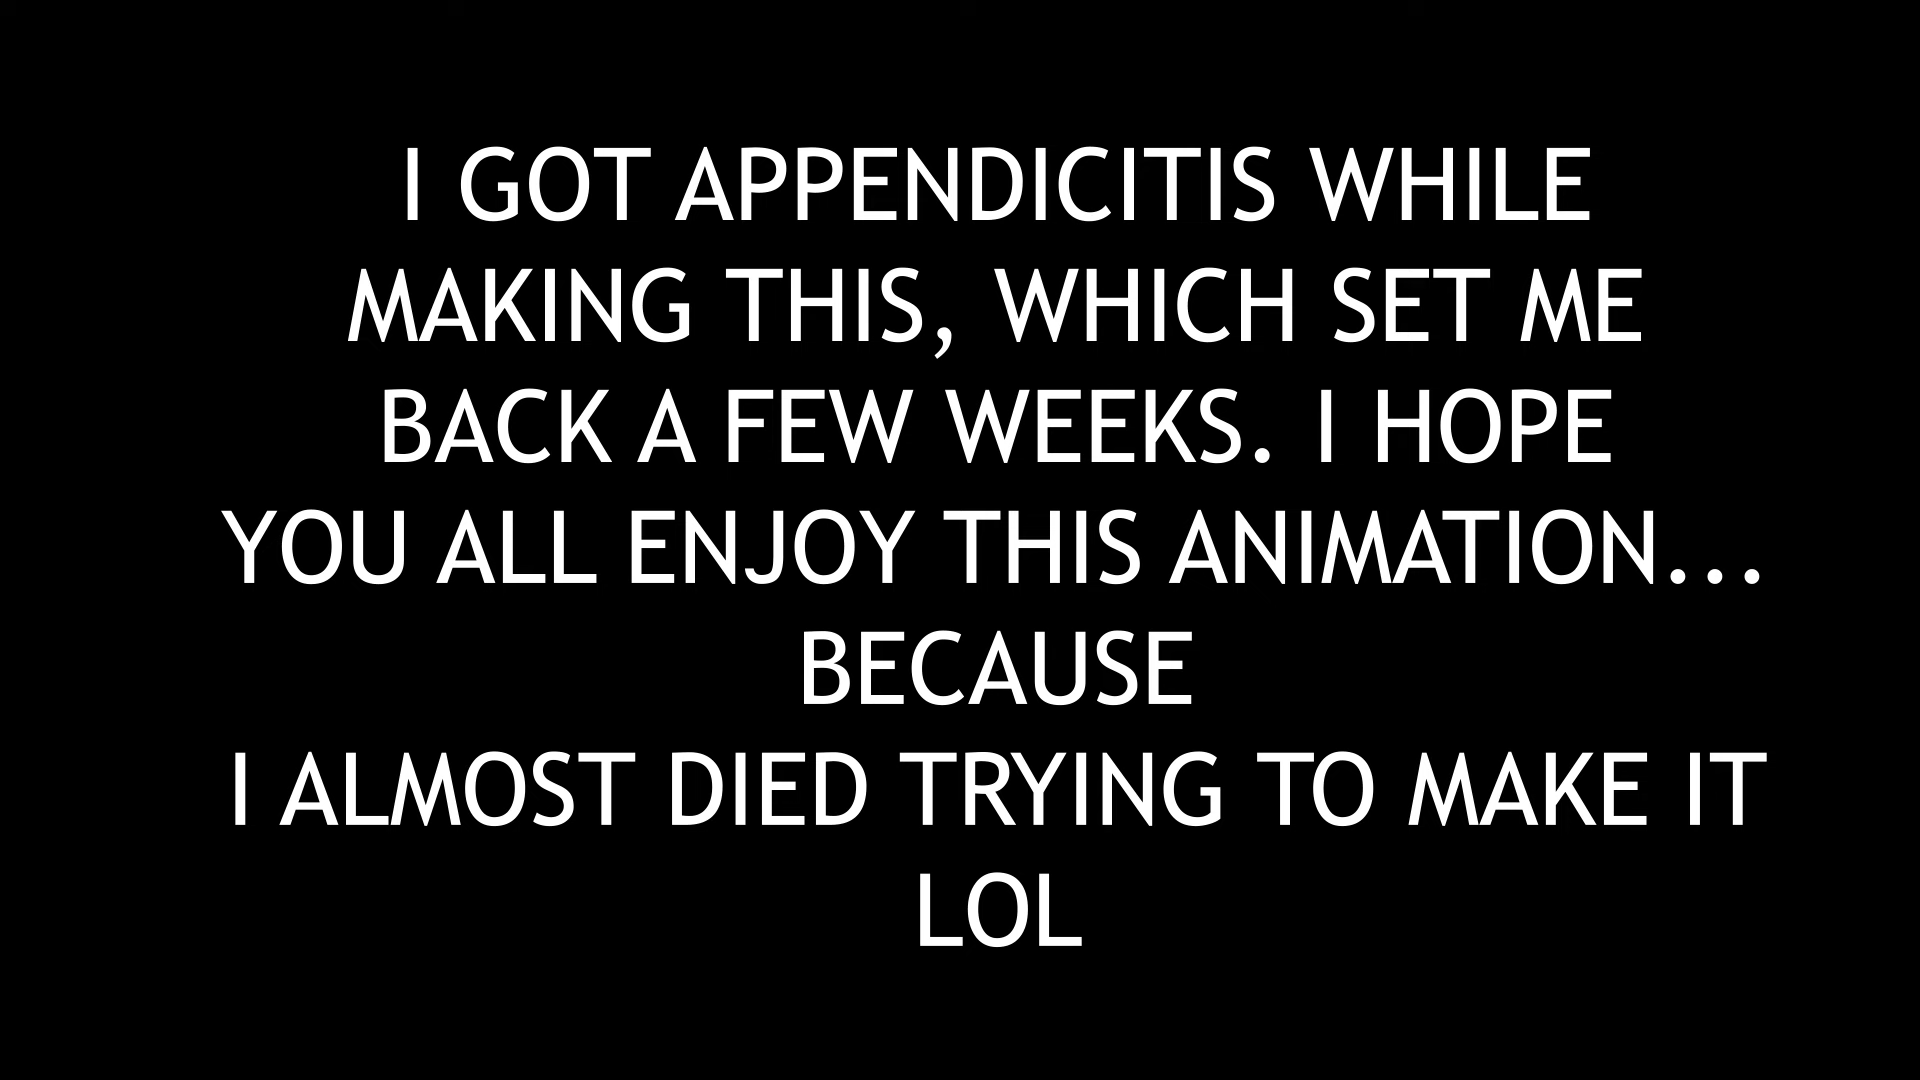 I GOT APPENDICITIS WHILE
MAKING THIS, WHICH SET ME
BACK A FEW WEEKS. I HOPE
YOU ALL ENJOY THIS ANIMATION...
BECAUSE
I ALMOST DIED TRYING TO MAKE IT
LOL